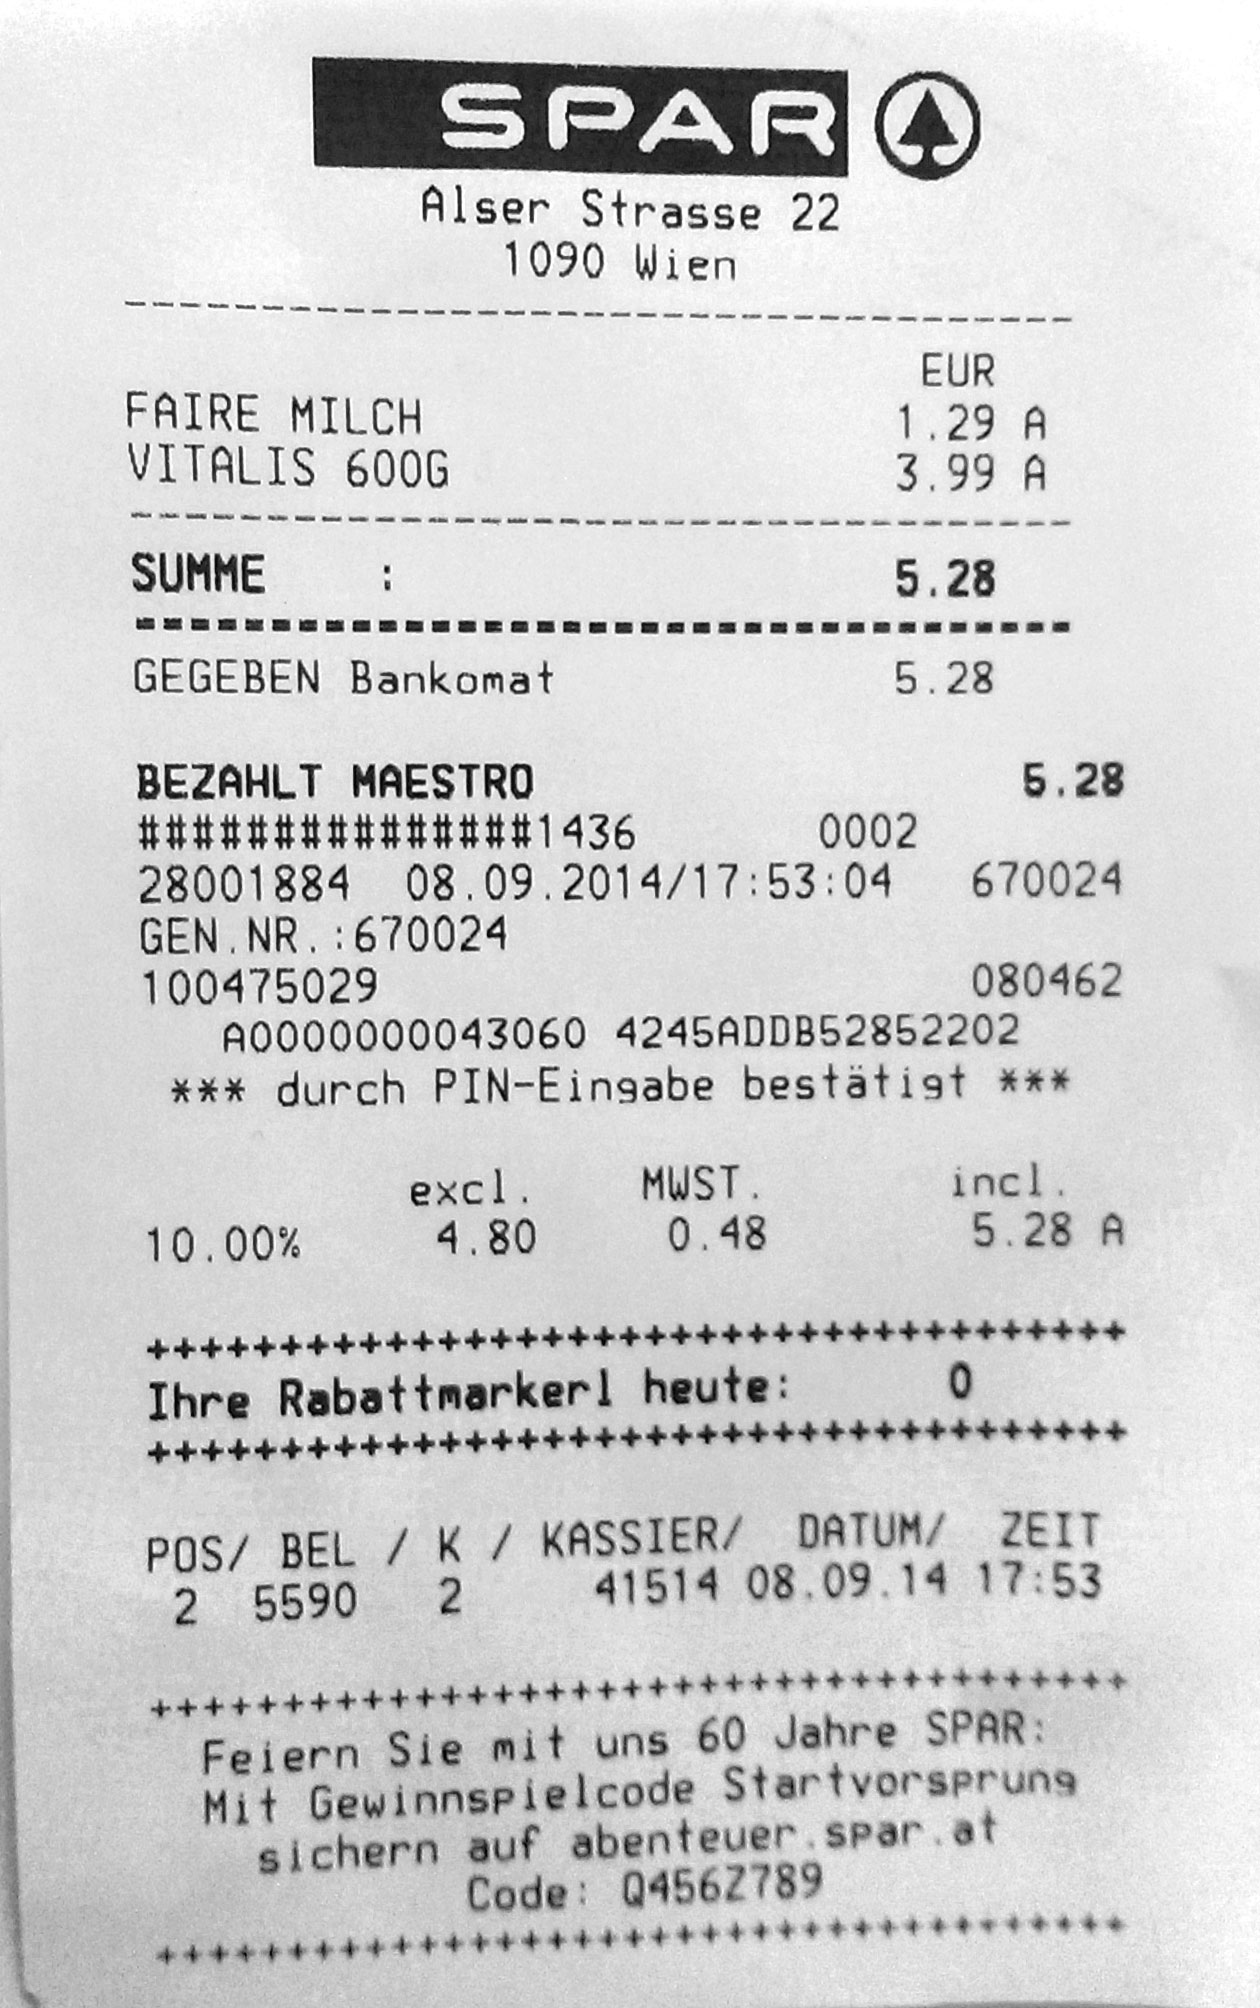 SPAR
Alser Strasse 22
1090 Wien
EUR
FAIRE MILCH 1.29 A
VITALIS 600G 3.99 A
SUMME : 5.28
GEGEBEN Bankomat 5.28
BEZAHLT MAESTRO 5.28
###############1436 0002
28001884 08.09.2014/17:53:04 670024
GEN.NR.:670024
100475029 080462
A0000000043060 4245ADDB52852202
*** durch PIN-Eingabe bestätigt ***
excl. MWST. incl.
10.00% 4.80 0.48 5.28 A
+++++++++++++++++++++++++++++++++++++
Ihre Rabattmarkerl heute: 0
+++++++++++++++++++++++++++++++++++++
POS/ BEL / K / KASSIER/ DATUM/ ZEIT
2 5590 2 41514 08.09.14 17:53
+++++++++++++++++++++++++++++++++++++
Feiern Sie mit uns 60 Jahre SPAR:
Mit Gewinnspielcode Startvorsprung
sichern auf abenteuer.spar.at
Code: Q456Z789
+++++++++++++++++++++++++++++++++++++